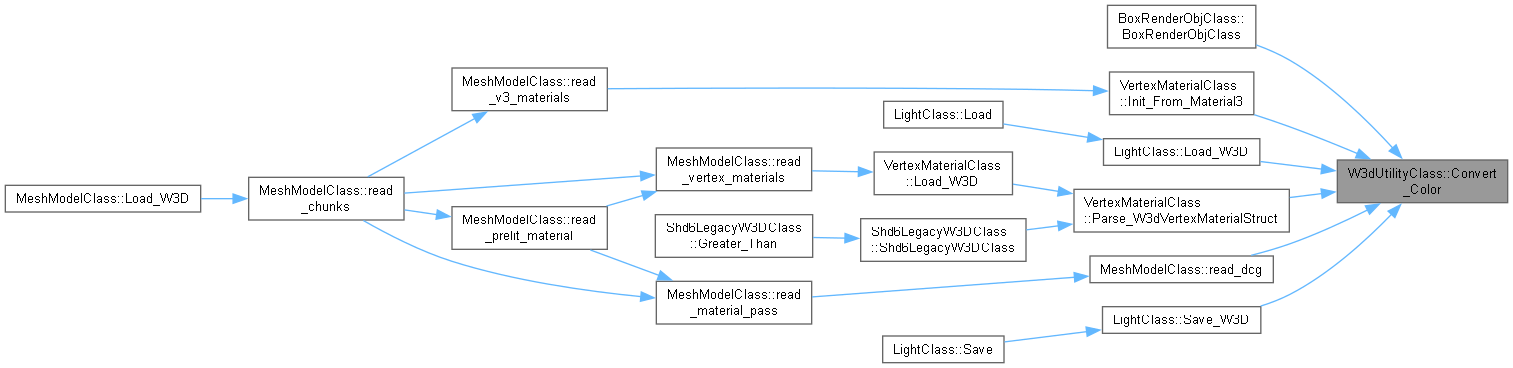 BoxRenderObjClass::
BoxRenderObjClass
MeshModelClass::read
_v3_materials
VertexMaterialClass
::Init_From_Material3
LightClass::Load
LightClass::Load_W3D
MeshModelClass::read
_vertex_materials
VertexMaterialClass
::Load_W3D
W3dUtilityClass::Convert
_Color
MeshModelClass::Load_W3D
MeshModelClass::read
_chunks
VertexMaterialClass
::Parse_W3dVertexMaterialStruct
MeshModelClass::read
_prelit_material
Shd6LegacyW3DClass
::Greater_Than
Shd6LegacyW3DClass
::Shd6LegacyW3DClass
MeshModelClass::read_dcg
MeshModelClass::read
_material_pass
LightClass::Save_W3D
LightClass::Save